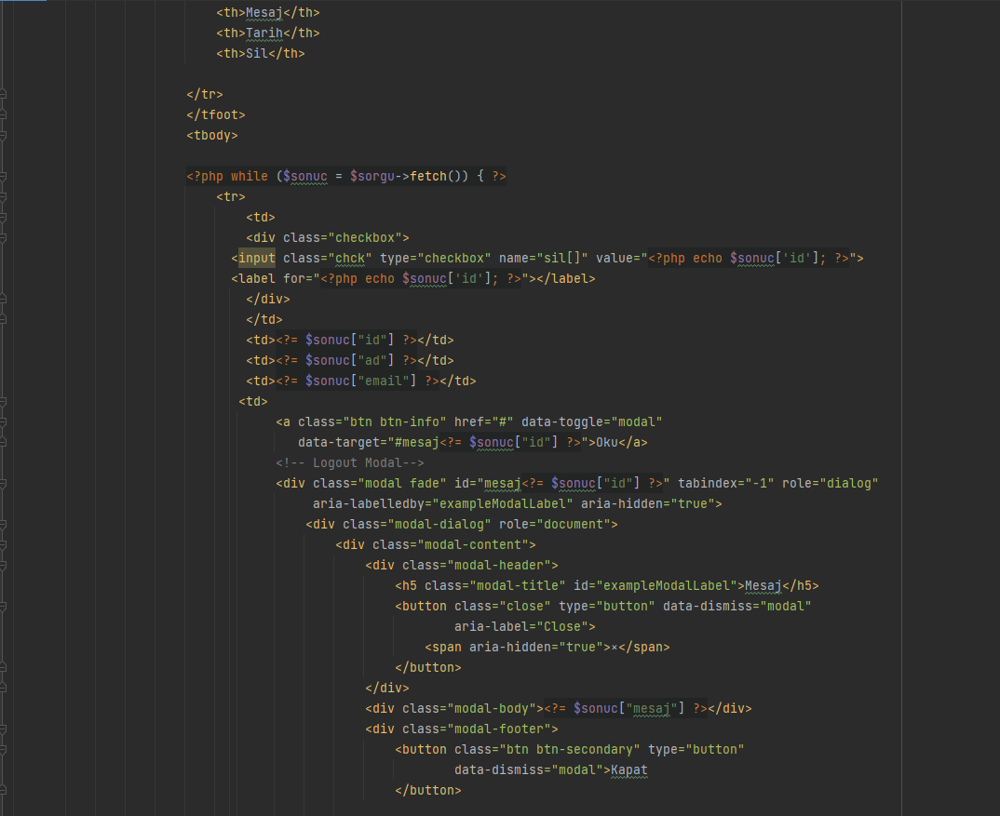 <th>Mesaj</th>
<th>Tarih</th>
<th>Sil</th>
</tr>
</tfoot>
<tbody>
<?php while ($sonuc = $sorgu->fetch()) { ?>
<tr>
<td>
<div class="checkbox">
<input class="chck" type="checkbox" name="sil[]" value="<?php echo $sonuc['id']; ?>">
<label for="<?php echo $sonuc['id']; ?>"></label>
</div>
</td>
<td><?= $sonuc["id"] ?></td>
<td><?= $sonuc["ad"] ?></td>
<td><?= $sonuc["email"] ?></td>
<td>
<a class="btn btn-info" href="#" data-toggle="modal"
data-target="#mesaj<?= $sonuc["id"] ?>">Oku</a>
<!-- Logout Modal-->
<div class="modal fade" id="mesaj<?= $sonuc["id"] ?>" tabindex="-1" role="dialog"
aria-labelledby="exampleModalLabel" aria-hidden="true">
<div class="modal-dialog" role="document">
<div class="modal-content">
<div class="modal-header">
<h5 class="modal-title" id="exampleModalLabel">Mesaj</h5>
<button class="close" type="button" data-dismiss="modal"
aria-label="Close">
<span aria-hidden="true">×</span>
</button>
</div>
<div class="modal-body"><?= $sonuc["mesaj"] ?></div>
<div class="modal-footer">
<button class="btn btn-secondary" type="button"
data-dismiss="modal">Kapat
</button>